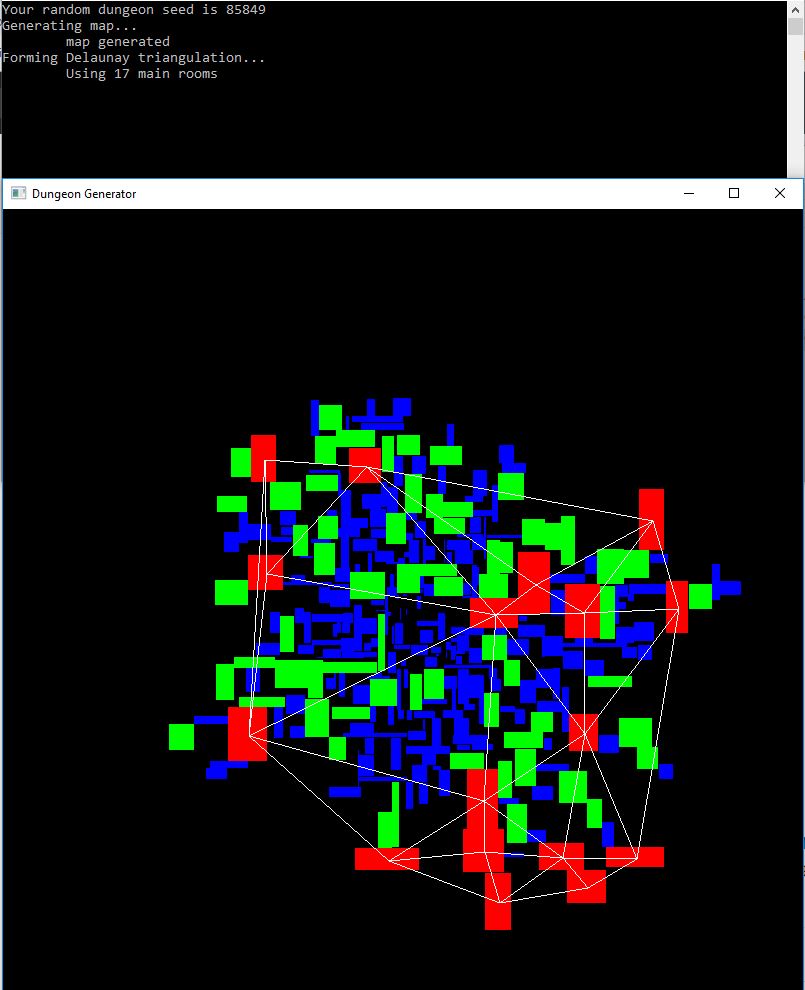 Your random dungeon seed is 85849
Generating map...
map generated
Forming Delaunay triangulation...
Using 17 main rooms
Dungeon Generator